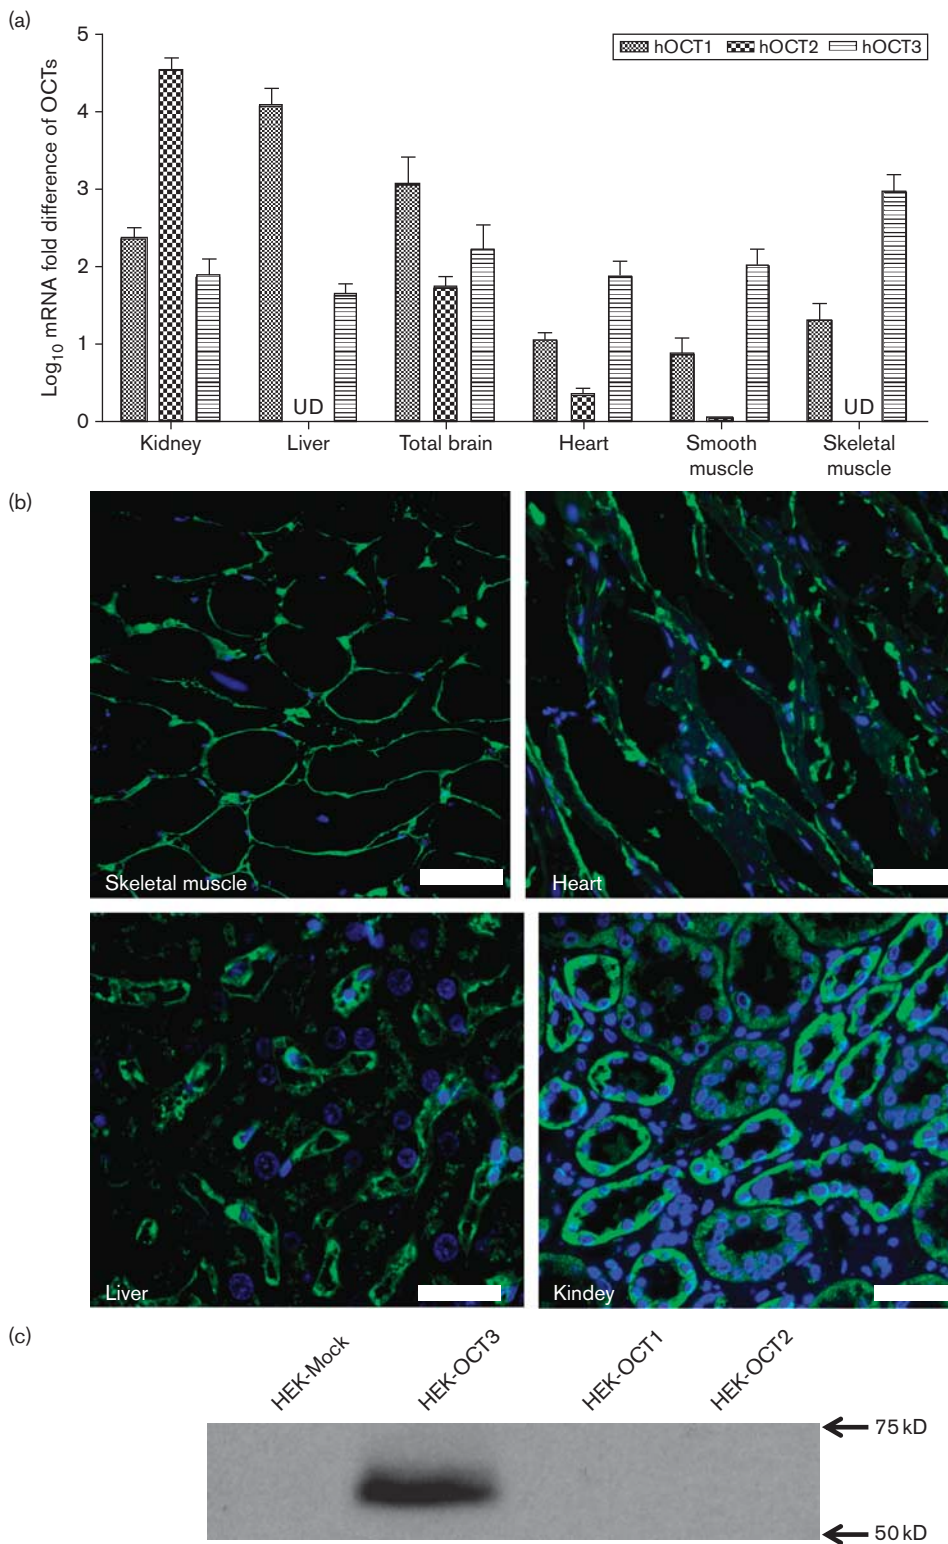 (a)
5
4
3
2
1
0
Log10 mRNA fold difference of OCTs
hOCT1 hOCT2 hOCT3
UD
UD
Kidney Liver Total brain Heart Smooth muscle Skeletal muscle
(b)
Skeletal muscle
Heart
Liver
Kindey
(c)
HEK-Mock
HEK-OCT3
HEK-OCT1
HEK-OCT2
75 kD
50 kD